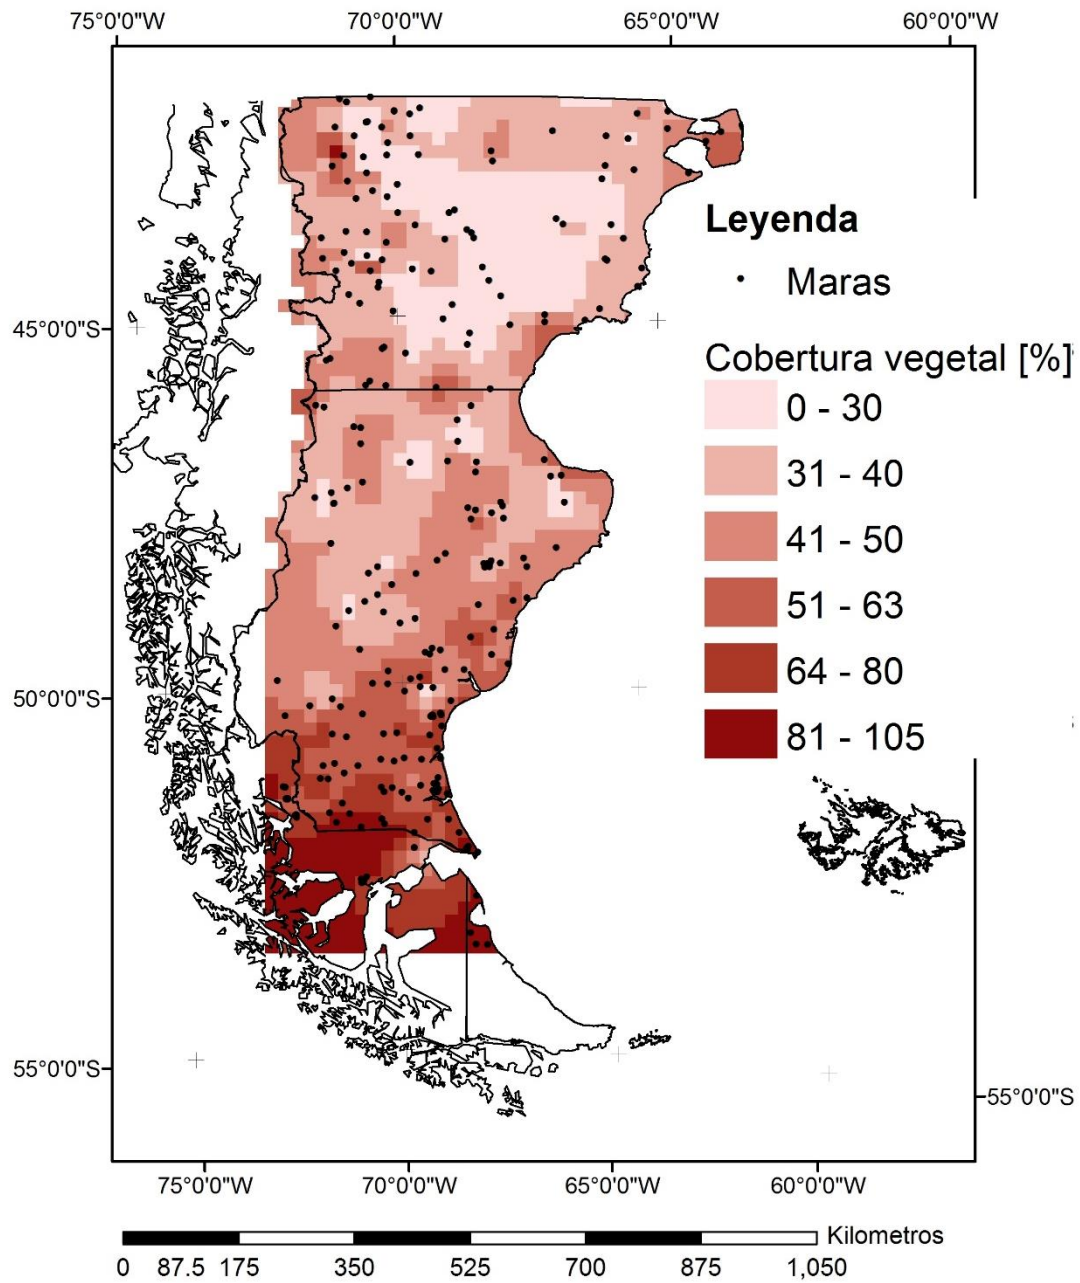 75°0'0"W 70°0'0"W 65°0'0"W 60°0'0"W
Leyenda
Maras
45°0'0"S
Cobertura vegetal [%]
0 - 30
31 - 40
41 - 50
51 - 63
50°0'0"S
64 - 80
81 - 105
55°0'0"S
55°0'0"S
75°0'0"W 70°0'0"W 65°0'0"W 60°0'0"W
Kilometros
0 87.5 175 350 525 700 875 1,050